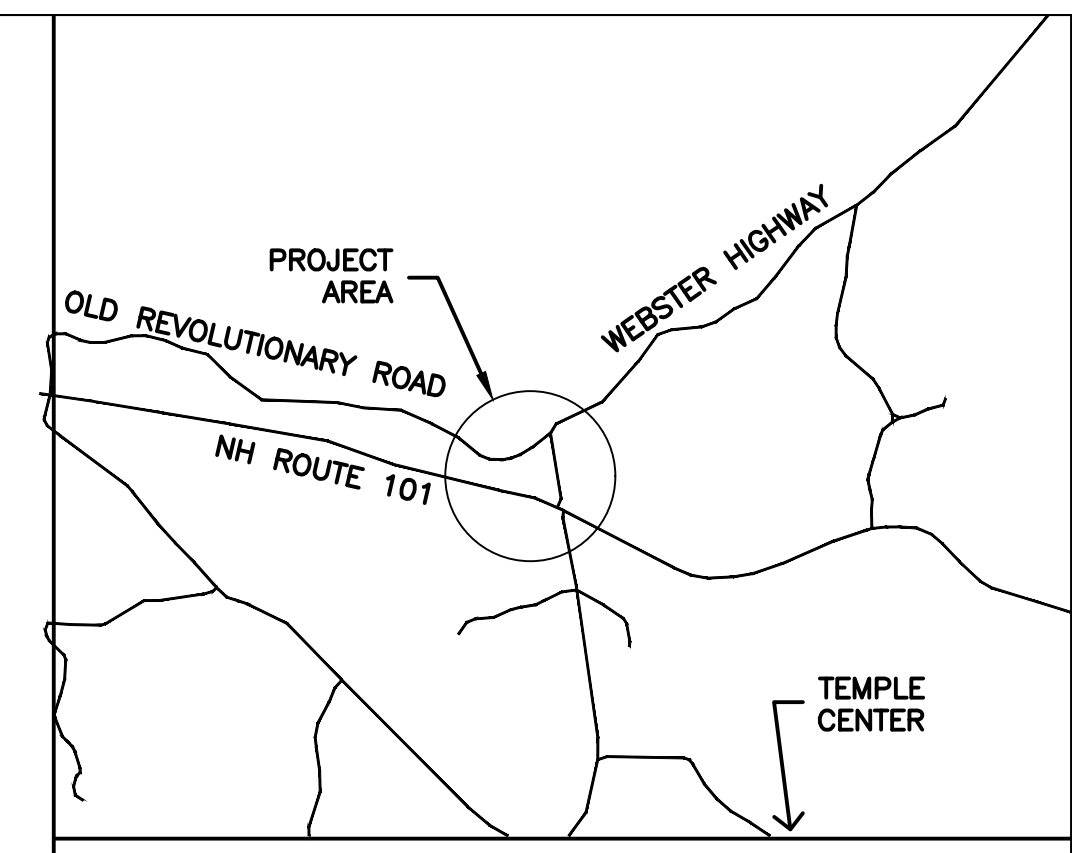 WEBSTER HIGHWAY
PROJECT
AREA
OLD REVOLUTIONARY ROAD
NH ROUTE 101
TEMPLE
CENTER